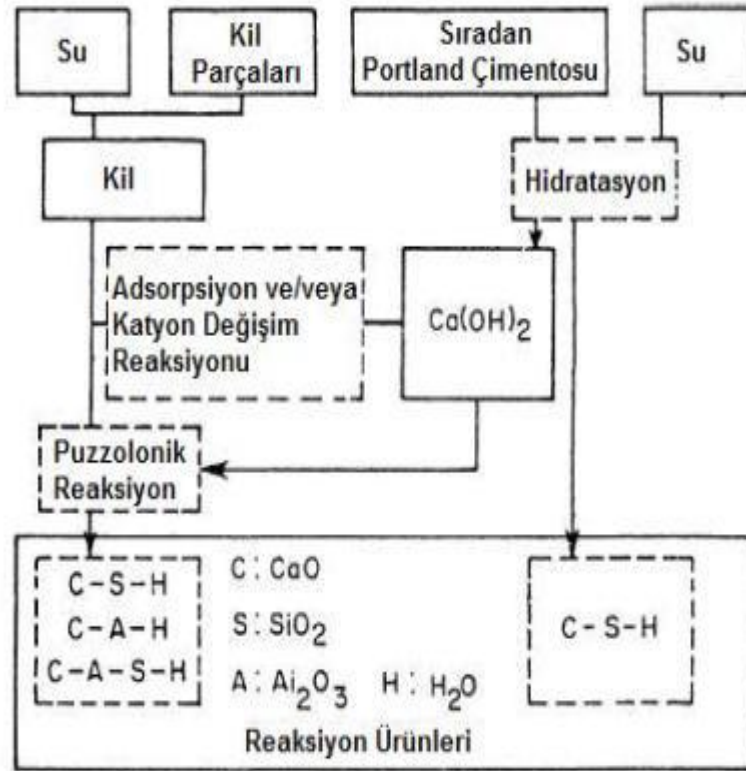 Su
Kil
Parçaları
Sıradan
Portland Çimentosu
Su
Kil
Hidratasyon
Adsorpsiyon ve/veya
Katyon Değişim
Reaksiyonu
Ca(OH)2
Puzzolonik
Reaksiyon
C-S-H
C-A-H
C-A-S-H
C: CaO
S: SiO2
A: Ai2O3 H: H2O
C-S-H
Reaksiyon Ürünleri